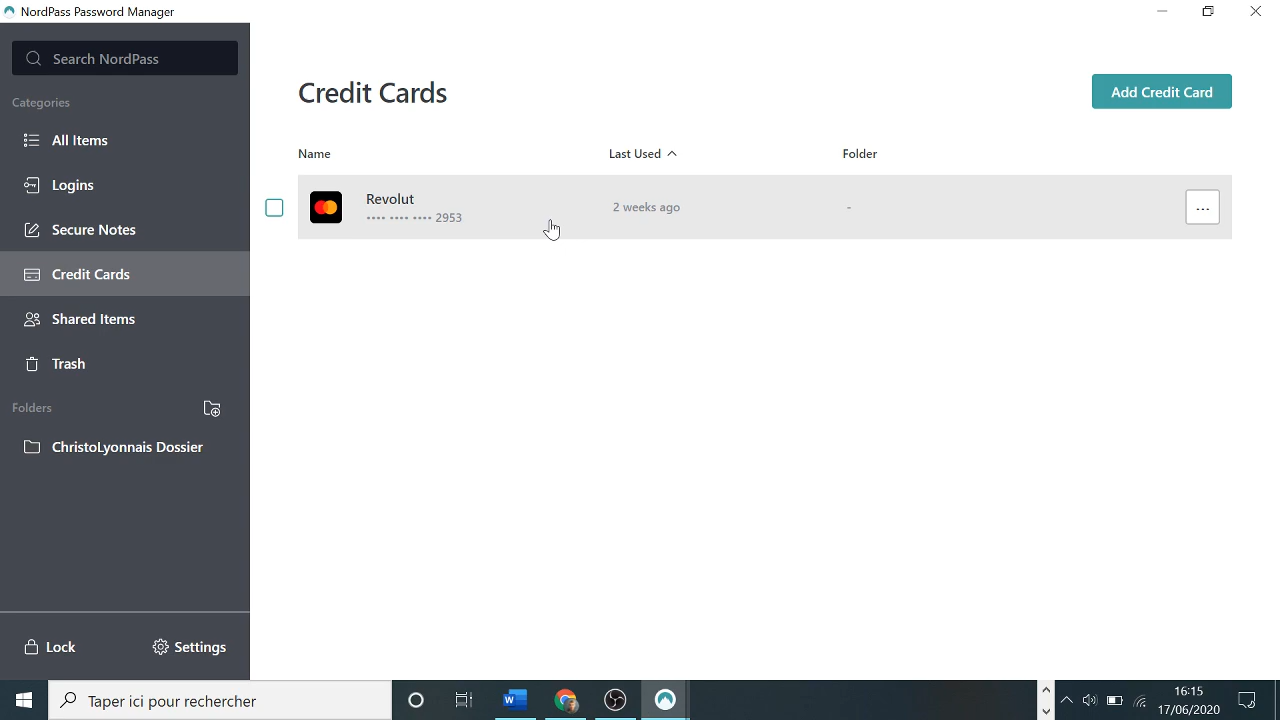 NordPass Password Manager
Search NordPass
Categories
All Items
Logins
Secure Notes
Credit Cards
Shared Items
Trash
Folders
ChristoLyonnais Dossier
Lock
Settings
Credit Cards
Add Credit Card
Name
Last Used
Folder
Revolut
•••• •••• •••• 2953
2 weeks ago
-
...
Taper ici pour rechercher
16:15
17/06/2020